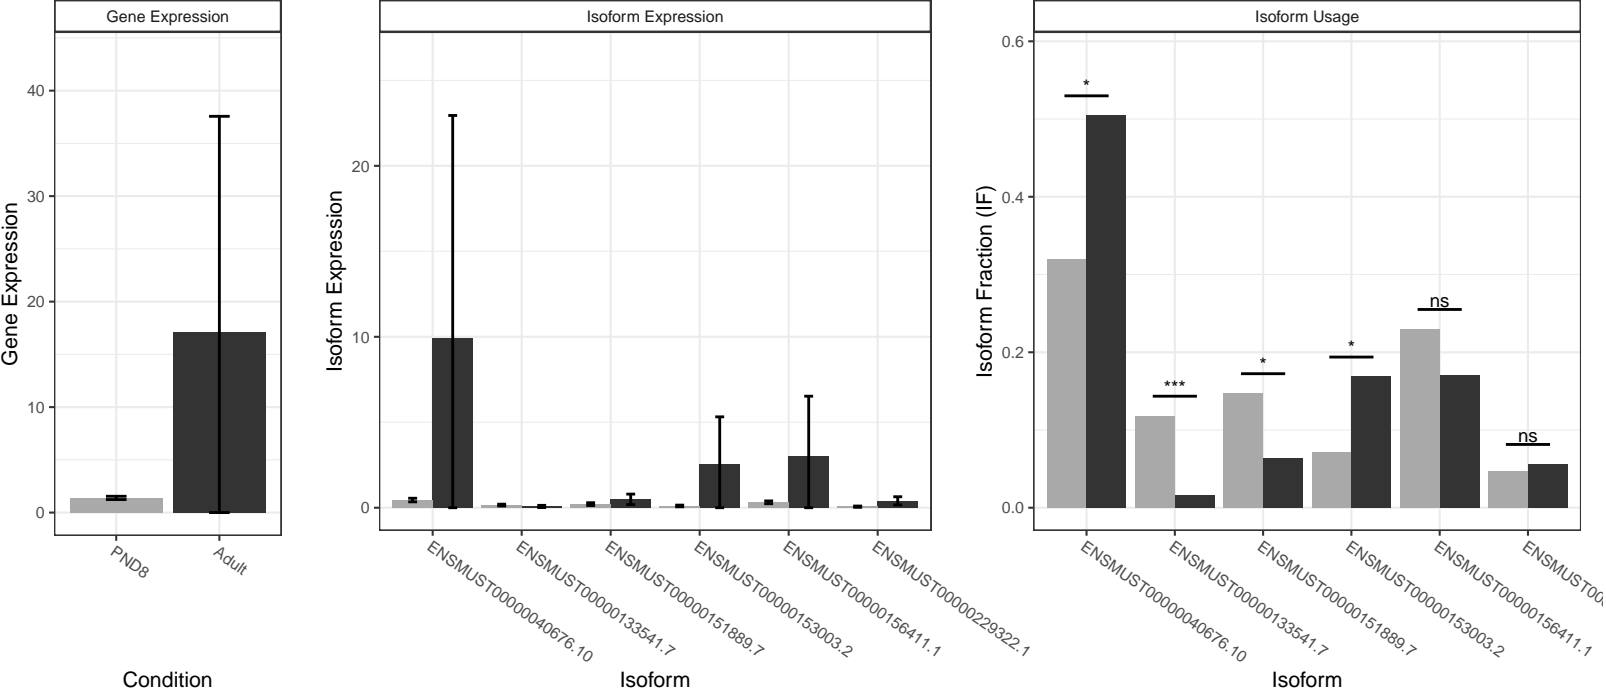 Gene Expression
Isoform Expression
Isoform Usage
Gene Expression
40
30
20
10
0
PND8
Adult
Condition
Isoform Expression
20
10
0
ENSMUST00000040676.10
ENSMUST00000133541.7
ENSMUST00000151889.7
ENSMUST00000153003.2
ENSMUST00000156411.1
ENSMUST00000229322.1
Isoform
Isoform Fraction (IF)
0.6
0.4
0.2
0.0
*
***
*
*
ns
ns
ENSMUST00000040676.10
ENSMUST00000133541.7
ENSMUST00000151889.7
ENSMUST00000153003.2
ENSMUST00000156411.1
Isoform